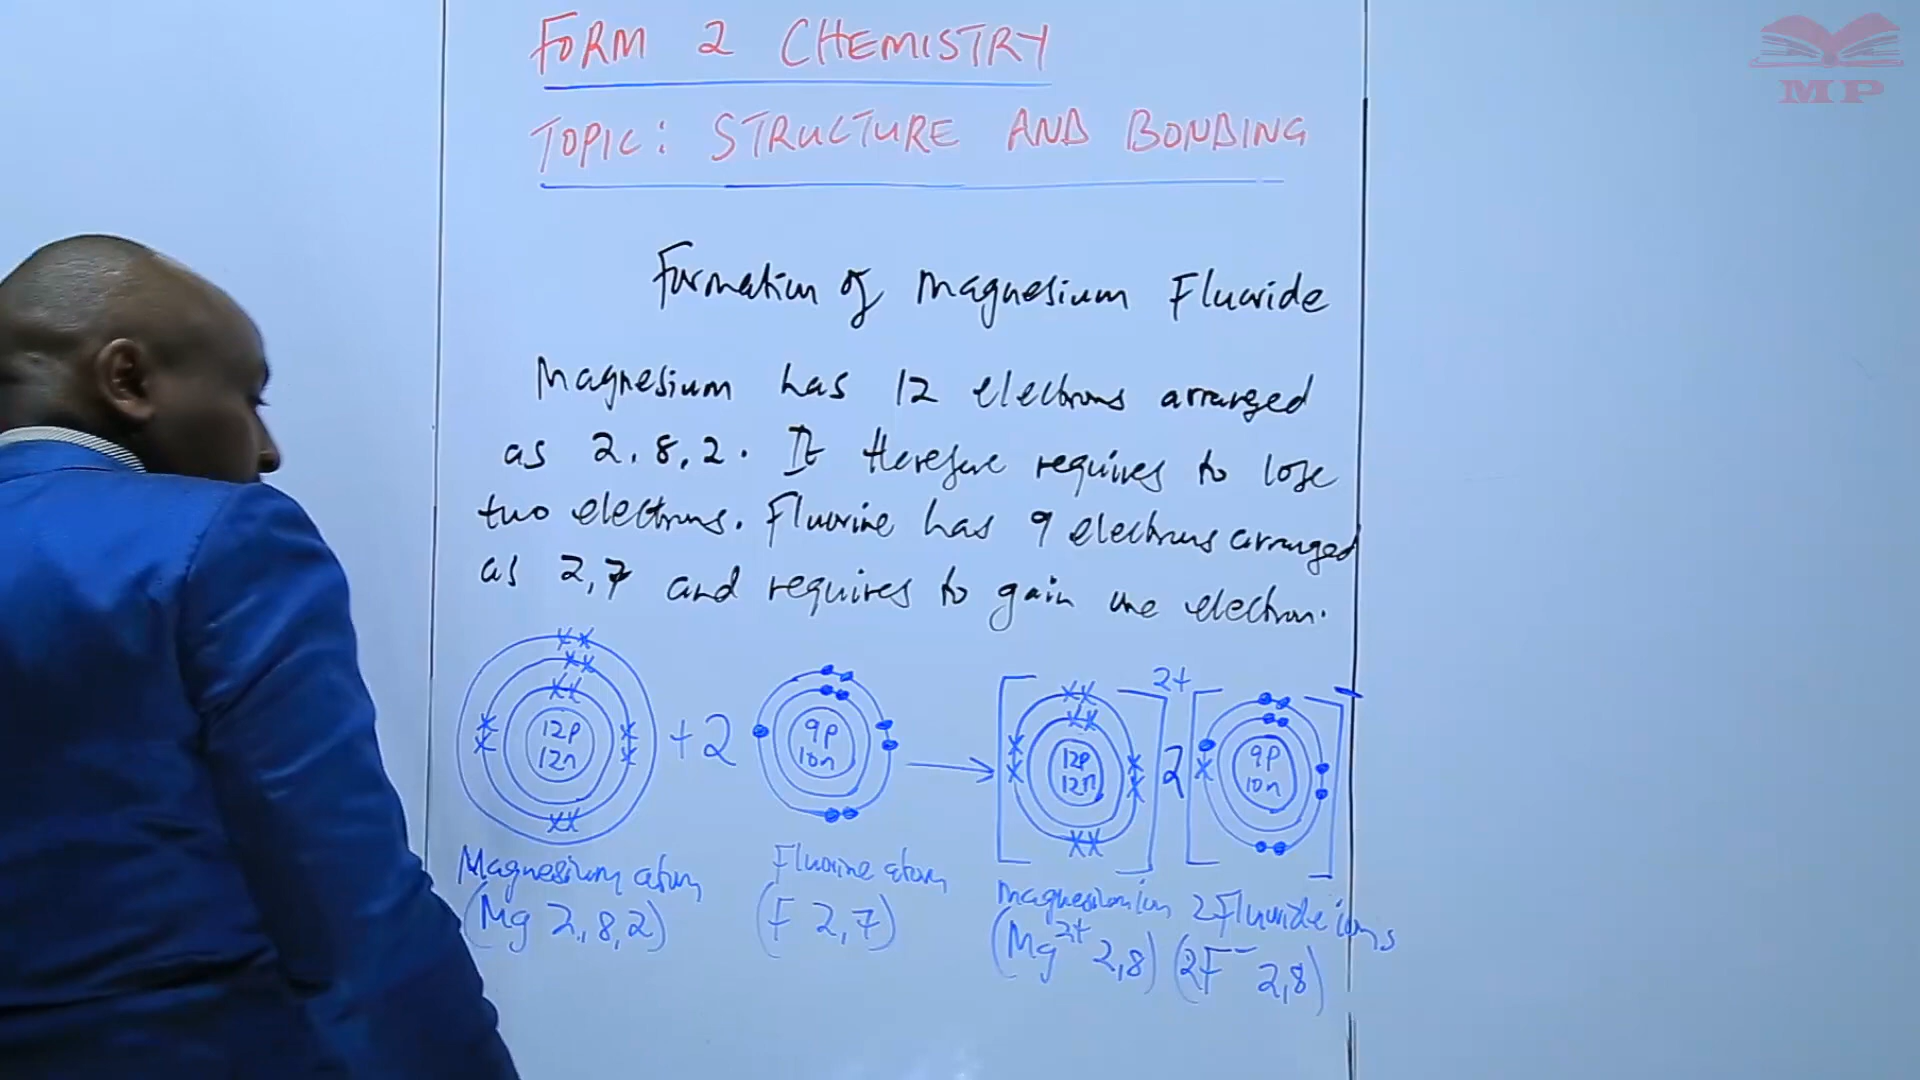 FORM 2 CHEMISTRY
MP
TOPIC: STRUCTURE AND BONDING
Formation of Magnesium Fluoride
Magnesium has 12 electrons arranged
as 2,8,2. It therefore requires to lose
two electrons. Fluorine has 9 electrons arranged
as 2,7 and requires to gain one electron.
12p
12n
+ 2
9p
10n
12p
12n
2+
2
9p
10n
-
Magnesium atom
(Mg 2,8,2)
Fluorine atom
(F 2,7)
Magnesium ion
(Mg2+ 2,8)
2 Fluoride ions
(2F- 2,8)